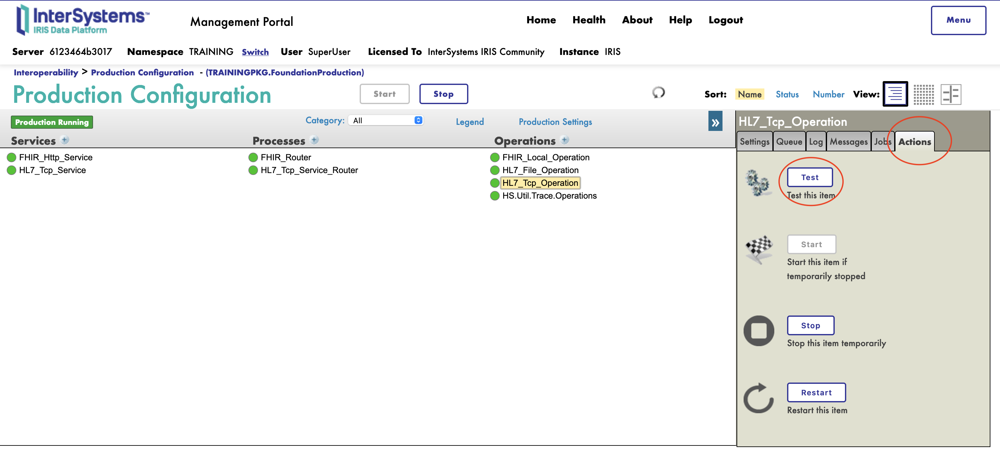 InterSystems™
IRIS Data Platform
Management Portal
Home Health About Help Logout
Menu
Server 6123464b3017 Namespace TRAINING Switch User SuperUser Licensed To InterSystems IRIS Community Instance IRIS
Interoperability > Production Configuration - (TRAININGPKG.FoundationProduction)
Production Configuration
Start Stop
Sort: Name Status Number View:
Production Running
Category: All
Legend
Production Settings
»
Services +
FHIR_Http_Service
HL7_Tcp_Service
Processes +
FHIR_Router
HL7_Tcp_Service_Router
Operations +
FHIR_Local_Operation
HL7_File_Operation
HL7_Tcp_Operation
HS.Util.Trace.Operations
HL7_Tcp_Operation
Settings Queue Log Messages Jobs Actions
Test
Test this item
Start
Start this item if
temporarily stopped
Stop
Stop this item temporarily
Restart
Restart this item